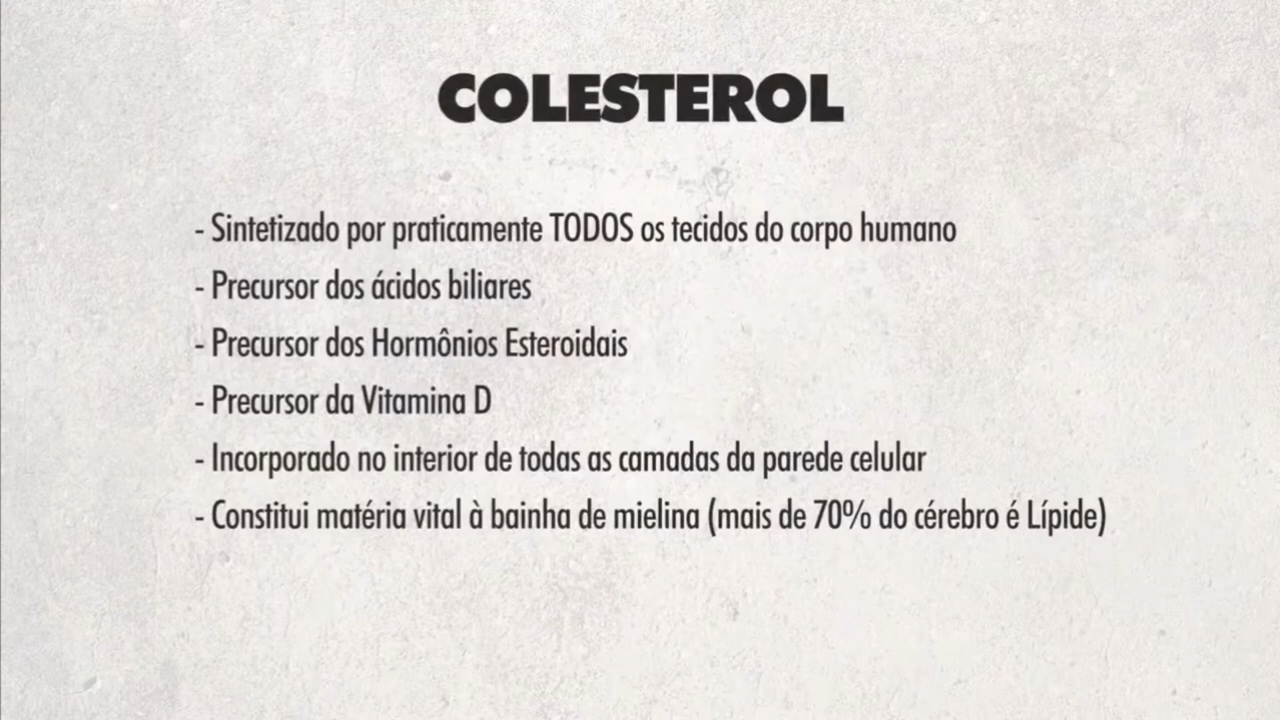 COLESTEROL
- Sintetizado por praticamente TODOS os tecidos do corpo humano
- Precursor dos ácidos biliares
- Precursor dos Hormônios Esteroidais
- Precursor da Vitamina D
- Incorporado no interior de todas as camadas da parede celular
- Constitui matéria vital à bainha de mielina (mais de 70% do cérebro é Lípide)